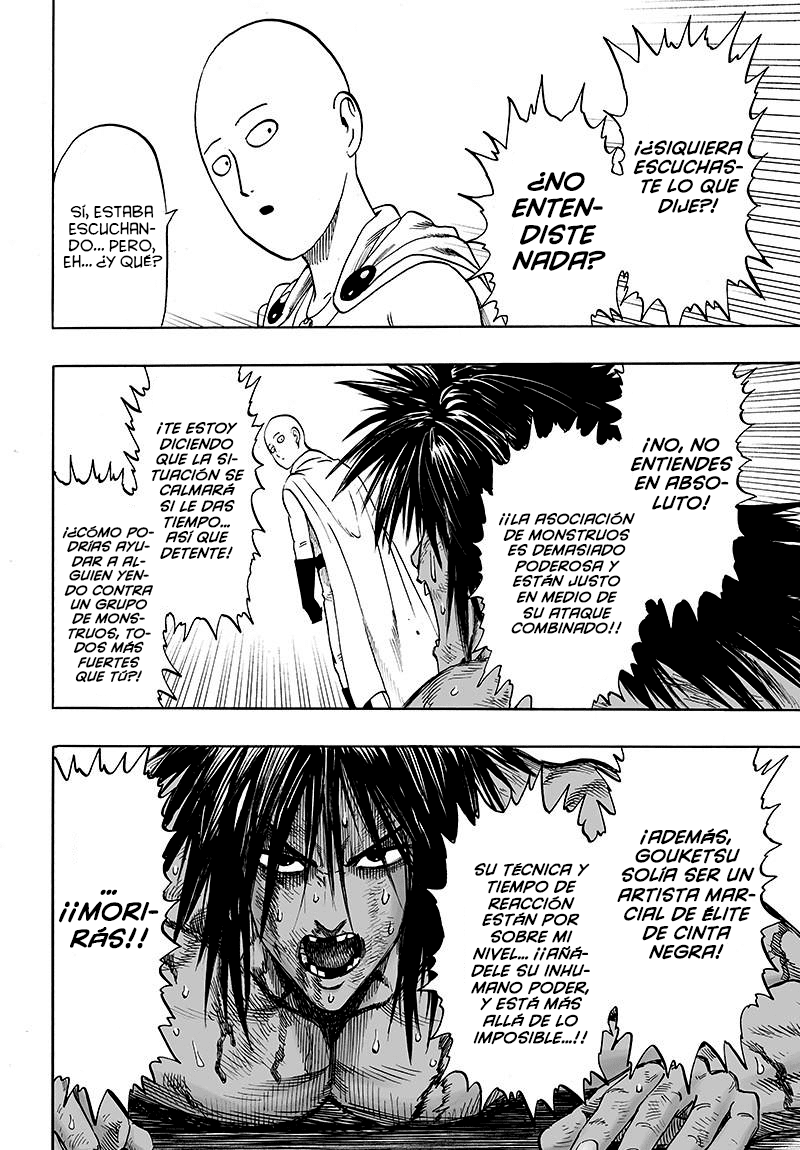 ¡¿SIQUIERA
ESCUCHAS-
TE LO QUE
DIJE?!
¿NO
ENTEN-
DISTE
NADA?
SÍ, ESTABA
ESCUCHAN-
DO... PERO,
EH... ¿Y QUÉ?
¡NO, NO
ENTIENDES
EN ABSO-
LUTO!
¡¡LA ASOCIACIÓN
DE MONSTRUOS
ES DEMASIADO
PODEROSA Y
ESTÁN JUSTO
EN MEDIO DE
SU ATAQUE
COMBINADO!!
¡TE ESTOY
DICIENDO
QUE LA SI-
TUACIÓN SE
CALMARÁ
SI LE DAS
TIEMPO...
ASÍ QUE
DETENTE!
¡¿CÓMO PO-
DRÍAS AYU-
DAR A AL-
GUIEN YEN-
DO CONTRA
UN GRUPO
DE MONS-
TRUOS, TO-
DOS MÁS
FUERTES
QUE TÚ?!
¡ADEMÁS,
GOUKETSU
SOLÍA SER UN
ARTISTA MAR-
CIAL DE ÉLITE
DE CINTA
NEGRA!
SU TÉCNICA Y
TIEMPO DE
REACCIÓN
ESTÁN POR
SOBRE MI
NIVEL... ¡¡AÑÁ-
DELE SU INHU-
MANO PODER,
Y ESTÁ MÁS
ALLÁ DE LO
IMPOSIBLE...!!
...
¡¡MORI-
RÁS!!